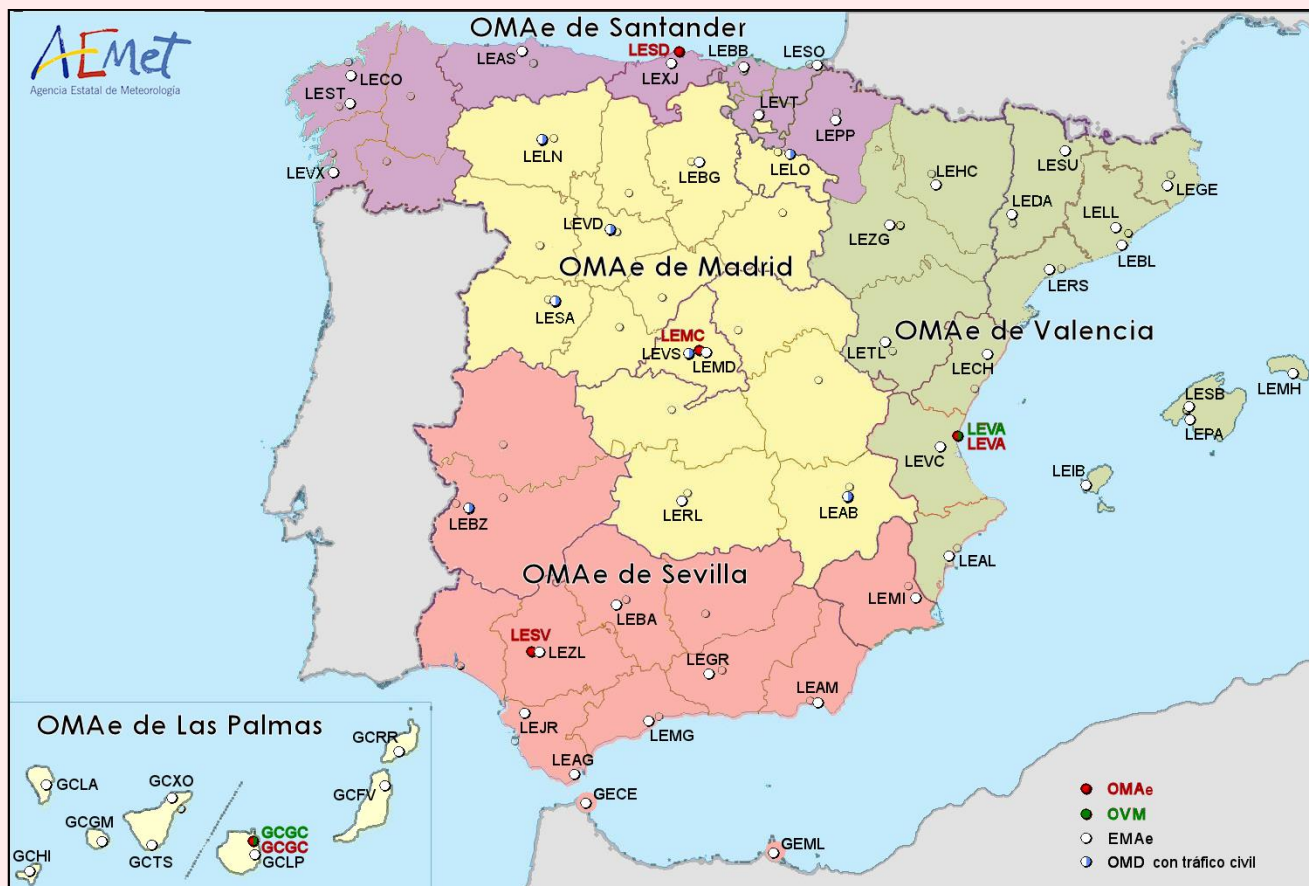 AEMet
Agencia Estatal de Meteorología
OMAe de Santander
LESD
LEAS
LEXJ
LEBB
LESO
LECO
LEST
LEVT
LEPP
LEVX
LELN
LEBG
LELO
LEHC
LESU
LEGE
LEDA
LELL
LEVD
LEZG
LEBL
OMAe de Madrid
LERS
LESA
OMAe de Valencia
LEMC
LEVS
LEMD
LETL
LECH
LEMH
LESB
LEPA
LEVA
LEVA
LEVC
LEIB
LEBZ
LERL
LEAB
LEAL
OMAe de Sevilla
LEMI
LEBA
LESV
LEZL
LEGR
LEAM
LEJR
LEMG
LEAG
GECE
GEML
OMAe de Las Palmas
GCRR
GCLA
GCXO
GCFV
GCGM
GCTS
GCHI
GCGC
GCGC
GCLP
OMAe
OVM
EMAe
OMD con tráfico civil